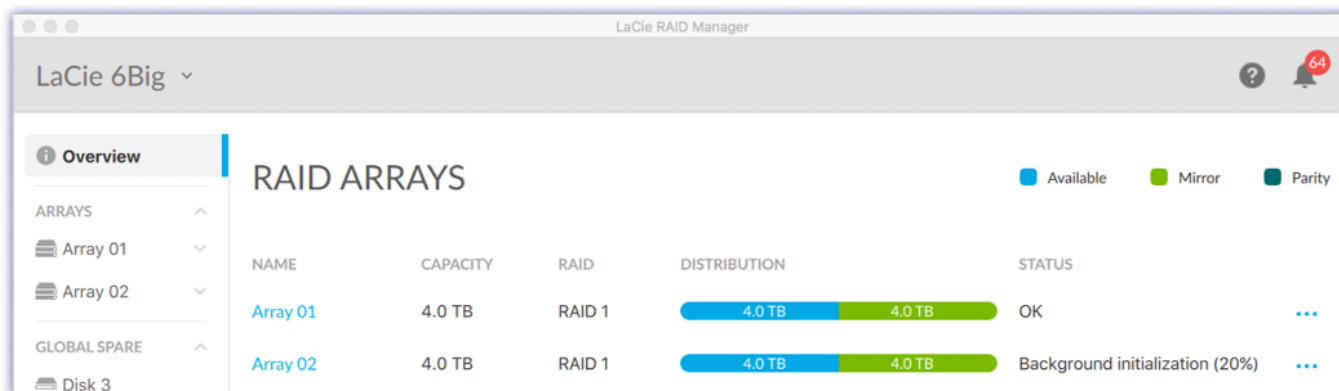 LaCie RAID Manager
LaCie 6Big
64
Overview
ARRAYS
Array 01
Array 02
GLOBAL SPARE
Disk 3
RAID ARRAYS
Available Mirror Parity
NAME CAPACITY RAID DISTRIBUTION STATUS
Array 01 4.0 TB RAID 1 4.0 TB 4.0 TB OK
Array 02 4.0 TB RAID 1 4.0 TB 4.0 TB Background initialization (20%)